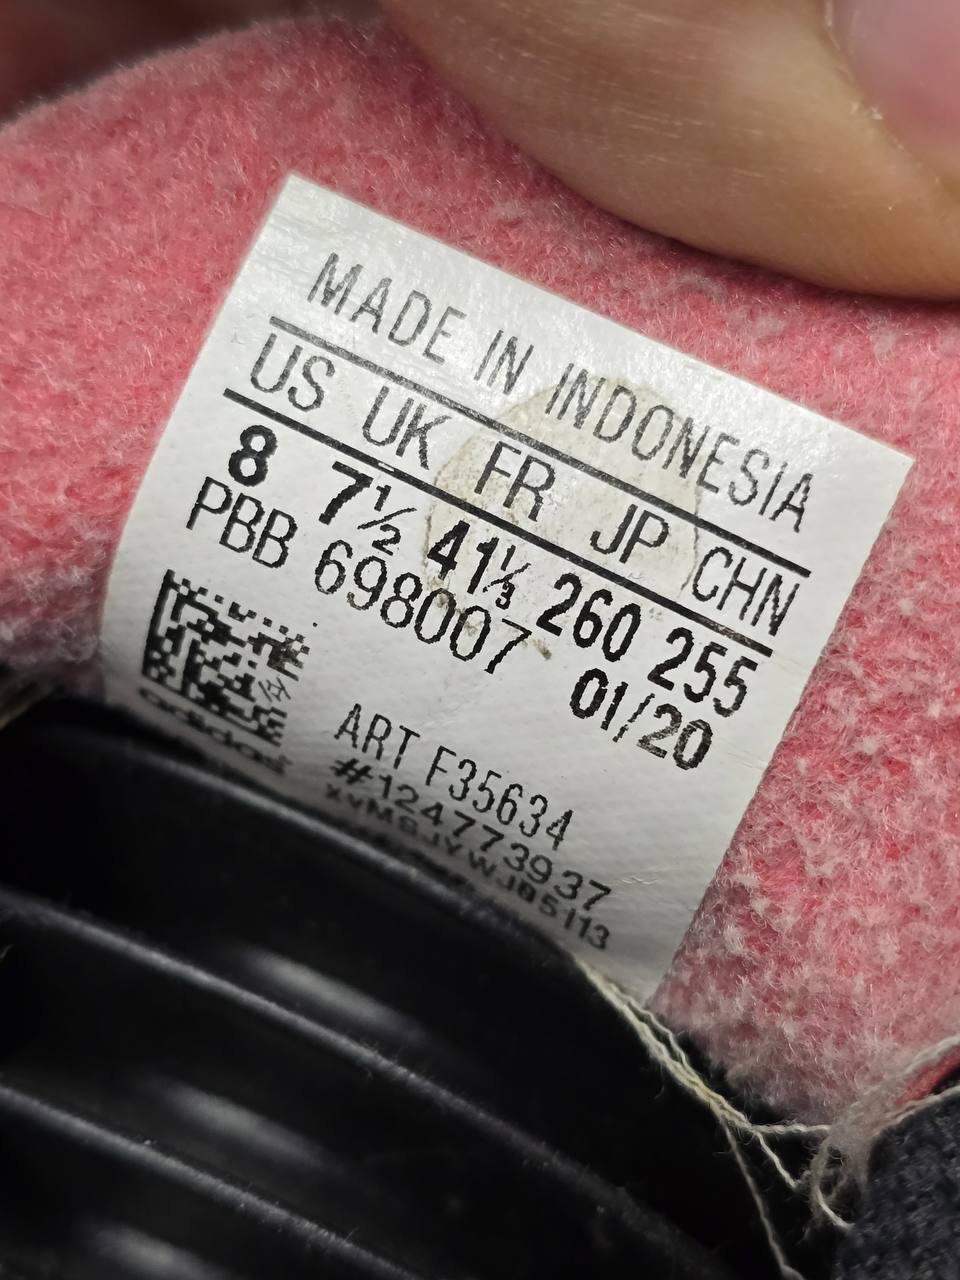 MADE IN INDONESIA
US UK FR JP CHN
8 7½ 41⅓ 260 255
PBB 698007 01/20
adidas
ART F35634
#124773937